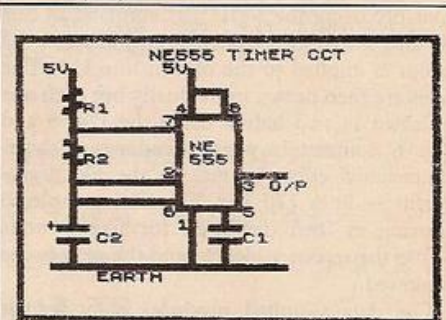 NE555 TIMER CCT
5V 5V
R1
4 8
7
R2
NE
555
2
3 O/P
6 5
1
C2 C1
+
EARTH